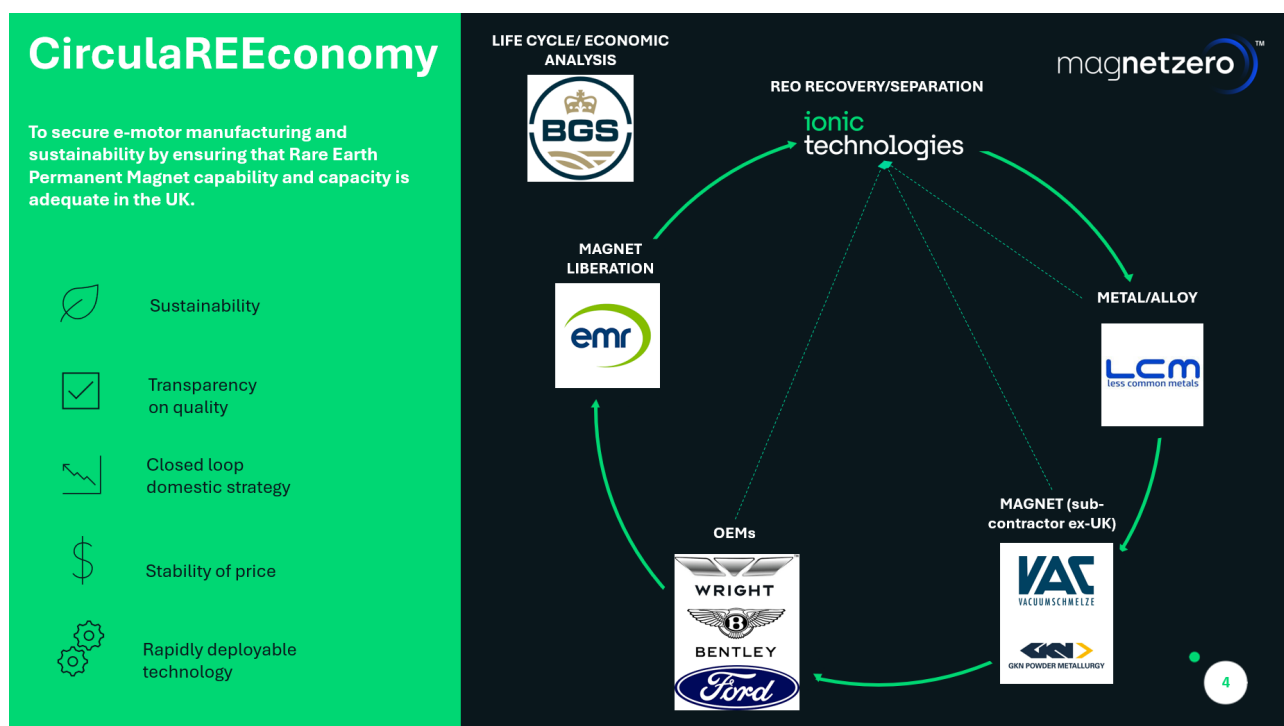 CirculaREEconomy
To secure e-motor manufacturing and
sustainability by ensuring that Rare Earth
Permanent Magnet capability and capacity is
adequate in the UK.
Sustainability
Transparency
on quality
Closed loop
domestic strategy
$
Stability of price
Rapidly deployable
technology
LIFE CYCLE/ ECONOMIC
ANALYSIS
BGS
magnetzero™
REO RECOVERY/SEPARATION
ionic
technologies
MAGNET
LIBERATION
emr
METAL/ALLOY
LCM
less common metals
MAGNET (sub-
contractor ex-UK)
VAC
VACUUMSCHMELZE
GKN
GKN POWDER METALLURGY
OEMs
WRIGHT
B
BENTLEY
Ford
4